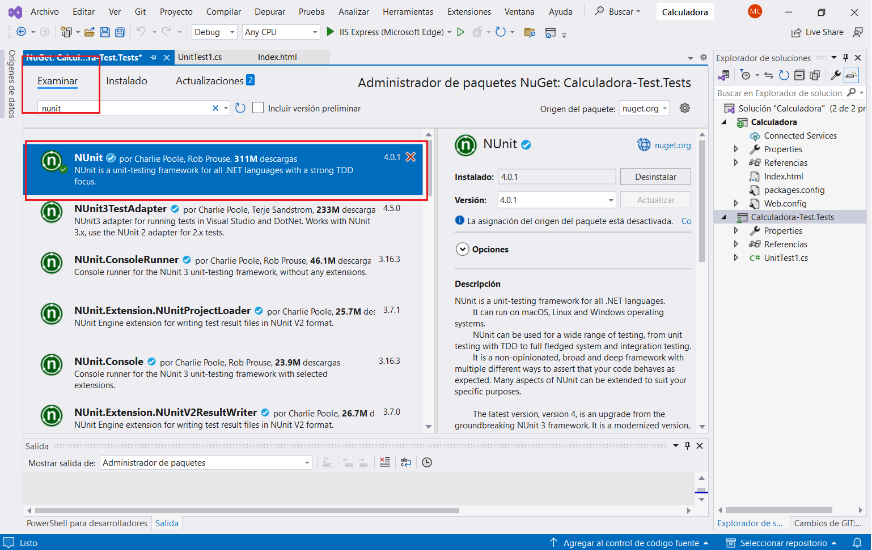 Archivo Editar Ver Git Proyecto Compilar Depurar Prueba Analizar Herramientas Extensiones Ventana Ayuda Buscar Calculadora ML
Debug Any CPU IIS Express (Microsoft Edge) Live Share
Orígenes de datos
NuGet: Calcul...ra-Test.Tests* UnitTest1.cs Index.html
Examinar Instalado Actualizaciones 2
Administrador de paquetes NuGet: Calculadora-Test.Tests
nunit Incluir versión preliminar Origen del paquete: nuget.org
NUnit por Charlie Poole, Rob Prouse, 311M descargas 4.0.1
NUnit is a unit-testing framework for all .NET languages with a strong TDD
focus.
NUnit3TestAdapter por Charlie Poole, Terje Sandstrom, 233M descarga 4.5.0
NUnit3 adapter for running tests in Visual Studio and DotNet. Works with NUnit
3.x, use the NUnit 2 adapter for 2.x tests.
NUnit.ConsoleRunner por Charlie Poole, Rob Prouse, 46.1M descarga 3.16.3
Console runner for the NUnit 3 unit-testing framework, without any extensions.
NUnit.Extension.NUnitProjectLoader por Charlie Poole, Rob Prouse, 25.7M des 3.7.1
NUnit Engine extension for writing test result files in NUnit V2 format.
NUnit.Console por Charlie Poole, Rob Prouse, 23.9M descargas 3.16.3
Console runner for the NUnit 3 unit-testing framework with selected
extensions.
NUnit.Extension.NUnitV2ResultWriter por Charlie Poole, Rob Prouse, 26.7M d 3.7.0
NUnit Engine extension for writing test result files in NUnit V2 format.
n NUnit nuget.org
Instalado: 4.0.1 Desinstalar
Versión: 4.0.1 Actualizar
La asignación del origen del paquete está desactivada. Co
Opciones
Descripción
NUnit is a unit-testing framework for all .NET languages.
It can run on macOS, Linux and Windows operating
systems.
NUnit can be used for a wide range of testing, from unit
testing with TDD to full fledged system and integration testing.
It is a non-opinionated, broad and deep framework with
multiple different ways to assert that your code behaves as
expected. Many aspects of NUnit can be extended to suit your
specific purposes.
The latest version, version 4, is an upgrade from the
groundbreaking NUnit 3 framework. It is a modernized version,
Explorador de soluciones
Buscar en Explorador de solucion
Solución "Calculadora" (2 de 2 pr
Calculadora
Connected Services
Properties
Referencias
Index.html
packages.config
Web.config
Calculadora-Test.Tests
Properties
Referencias
C# UnitTest1.cs
Explorador de s... Cambios de GIT:...
Salida
Mostrar salida de: Administrador de paquetes
PowerShell para desarrolladores Salida
Listo Agregar al control de código fuente Seleccionar repositorio